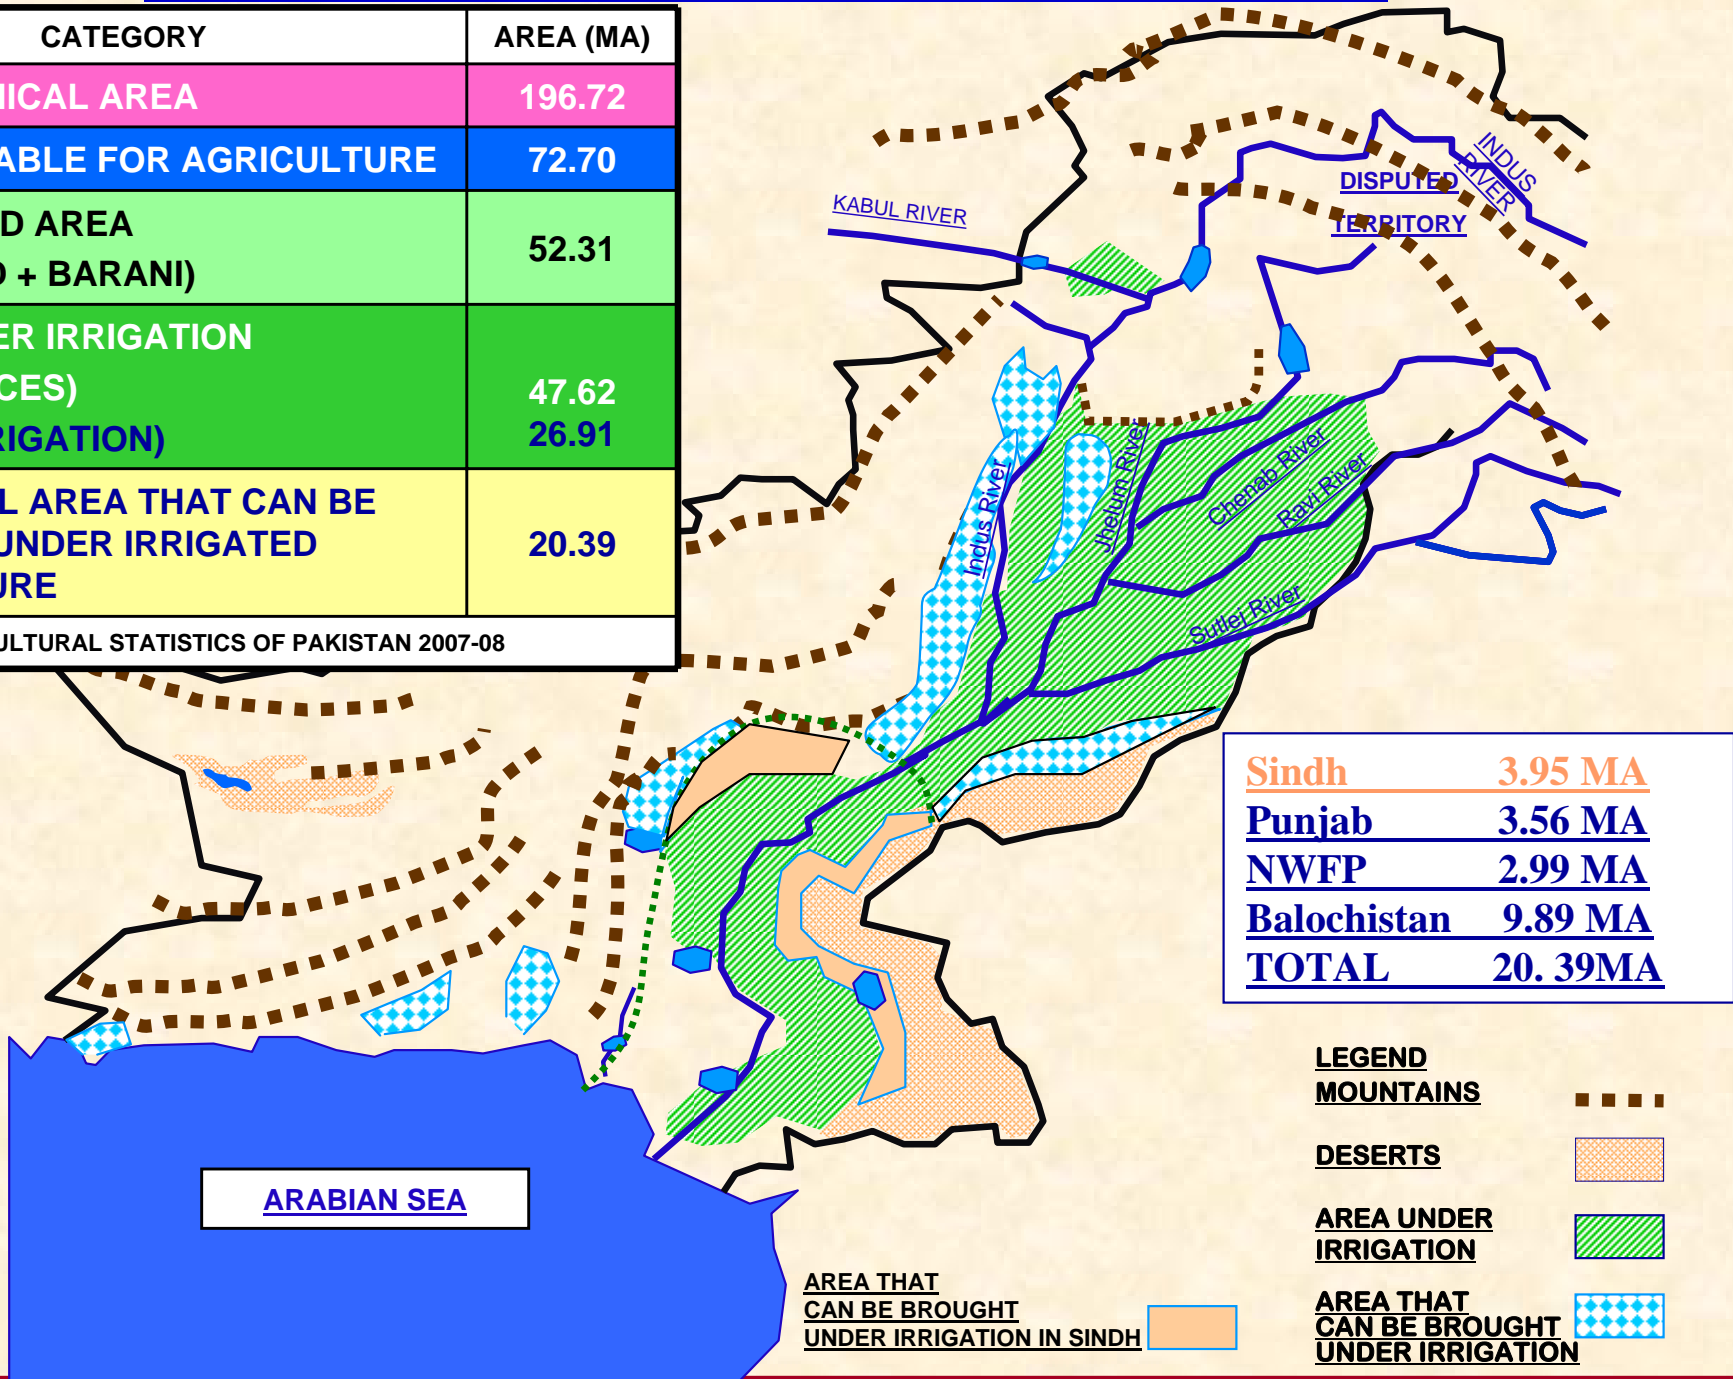 CATEGORY AREA (MA)
NICAL AREA 196.72
ABLE FOR AGRICULTURE 72.70
D AREA
D + BARANI) 52.31
ER IRRIGATION
CES) 47.62
RIGATION) 26.91
L AREA THAT CAN BE
UNDER IRRIGATED 20.39
URE
ULTURAL STATISTICS OF PAKISTAN 2007-08
INDUS
RIVER
DISPUTED
TERRITORY
KABUL RIVER
Indus River
Jhelum River
Chenab River
Ravi River
Sutlej River
Sindh 3.95 MA
Punjab 3.56 MA
NWFP 2.99 MA
Balochistan 9.89 MA
TOTAL 20. 39MA
LEGEND
MOUNTAINS
DESERTS
AREA UNDER
IRRIGATION
AREA THAT
CAN BE BROUGHT
UNDER IRRIGATION
AREA THAT
CAN BE BROUGHT
UNDER IRRIGATION IN SINDH
ARABIAN SEA